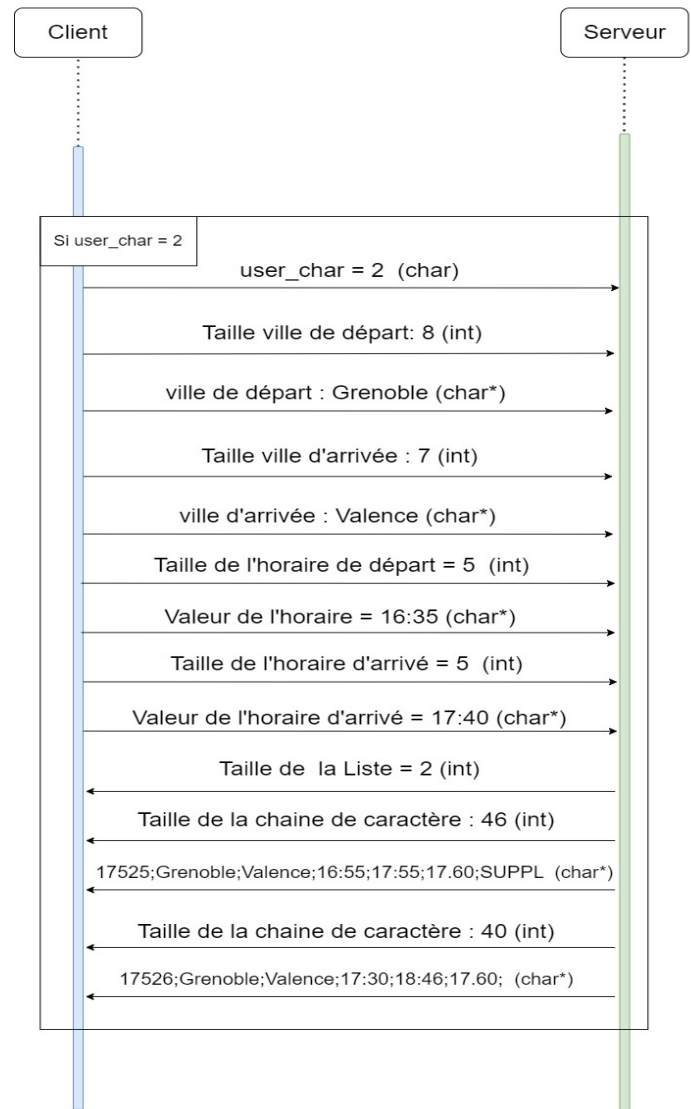 Client
Serveur
Si user_char = 2
user_char = 2 (char)
Taille ville de départ: 8 (int)
ville de départ : Grenoble (char*)
Taille ville d'arrivée : 7 (int)
ville d'arrivée : Valence (char*)
Taille de l'horaire de départ = 5 (int)
Valeur de l'horaire = 16:35 (char*)
Taille de l'horaire d'arrivé = 5 (int)
Valeur de l'horaire d'arrivé = 17:40 (char*)
Taille de la Liste = 2 (int)
Taille de la chaine de caractère : 46 (int)
17525;Grenoble;Valence;16:55;17:55;17.60;SUPPL (char*)
Taille de la chaine de caractère : 40 (int)
17526;Grenoble;Valence;17:30;18:46;17.60; (char*)